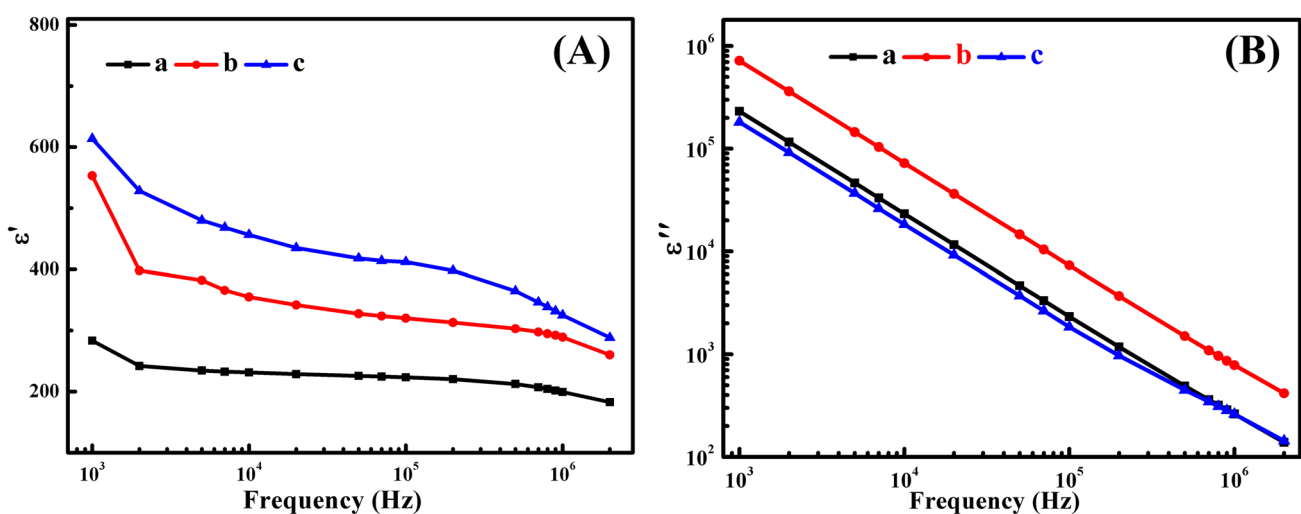 (A)
a b c
800
600
400
200
ε'
10³ 10⁴ 10⁵ 10⁶
Frequency (Hz)
(B)
a b c
10⁶
10⁵
10⁴
10³
10²
ε′′
10³ 10⁴ 10⁵ 10⁶
Frequency (Hz)